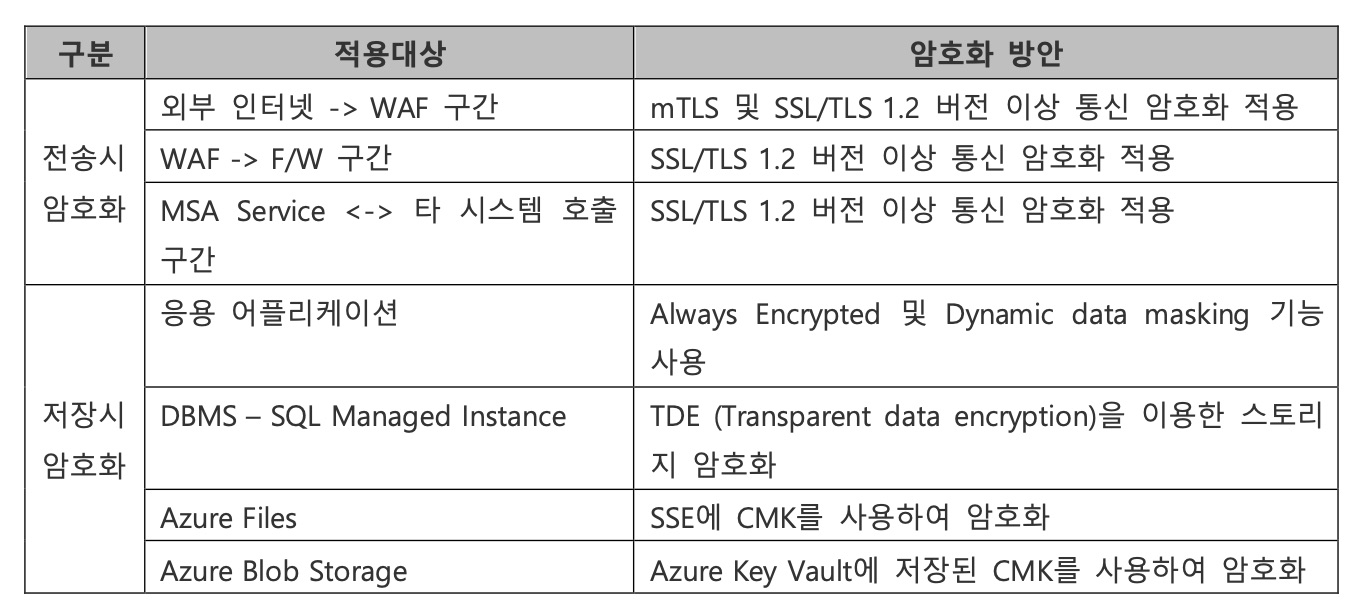 구분 적용대상 암호화 방안
전송시
암호화
외부 인터넷 -> WAF 구간 mTLS 및 SSL/TLS 1.2 버전 이상 통신 암호화 적용
WAF -> F/W 구간 SSL/TLS 1.2 버전 이상 통신 암호화 적용
MSA Service <-> 타 시스템 호출
구간
SSL/TLS 1.2 버전 이상 통신 암호화 적용
저장시
암호화
응용 어플리케이션
Always Encrypted 및 Dynamic data masking 기능
사용
DBMS – SQL Managed Instance
TDE (Transparent data encryption)을 이용한 스토리
지 암호화
Azure Files SSE에 CMK를 사용하여 암호화
Azure Blob Storage Azure Key Vault에 저장된 CMK를 사용하여 암호화